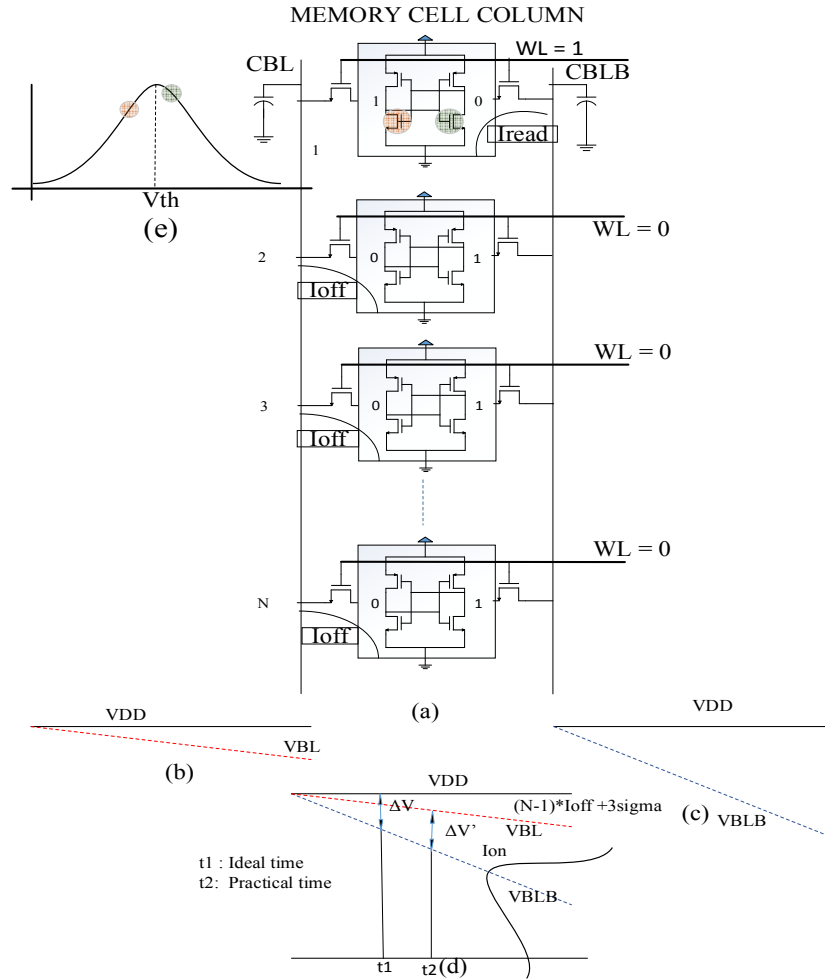 MEMORY CELL COLUMN
WL = 1
CBL
CBLB
1
0
Iread
1
Vth
(e)
WL = 0
2
0
1
Ioff
WL = 0
3
0
1
Ioff
WL = 0
N
0
1
Ioff
(a)
VDD
VBL
(b)
VDD
VBLB
(c)
VDD
ΔV
(N-1)*Ioff +3sigma
VBL
ΔV’
Ion
VBLB
t1 : Ideal time
t2: Practical time
t1
t2
(d)